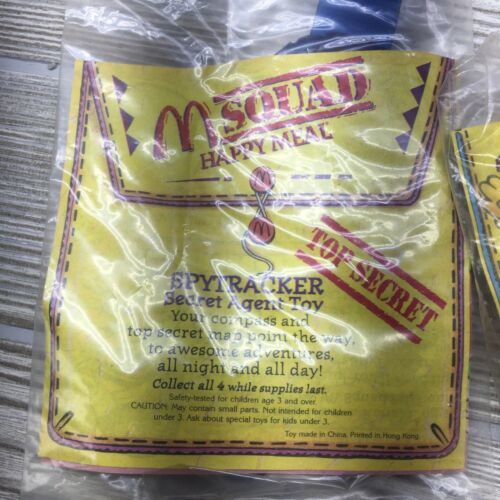 M SQUAD
HAPPY MEAL
TOP SECRET
SPYTRACKER
Secret Agent Toy
Your compass and
top secret map point the way,
to awesome adventures,
all night and all day!
Collect all 4 while supplies last.
Safety-tested for children age 3 and over.
CAUTION: May contain small parts. Not intended for children
under 3. Ask about special toys for kids under 3.
Toy made in China. Printed in Hong Kong.